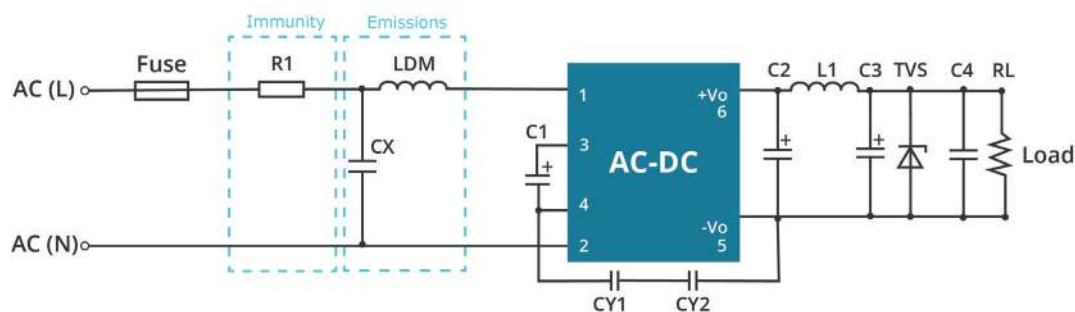 Immunity
Emissions
Fuse
R1
LDM
C2
L1
C3
TVS
C4
RL
AC (L)
1
+Vo
6
C1
3
CX
+
+
+
AC-DC
Load
4
AC (N)
2
-Vo
5
CY1
CY2